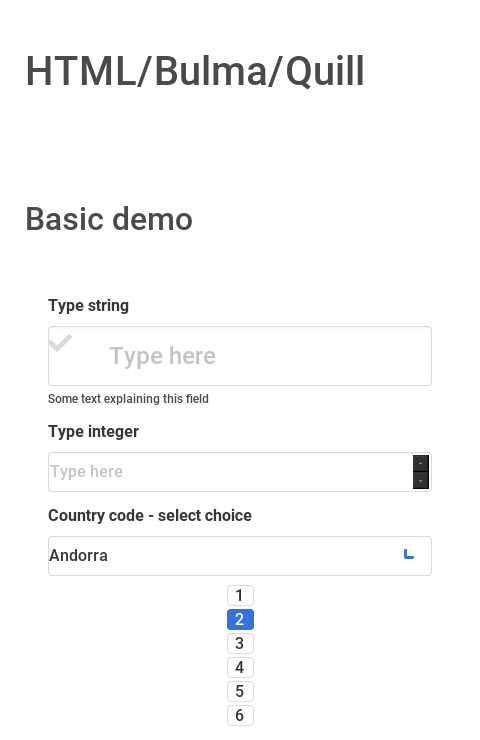 HTML/Bulma/Quill
Basic demo
Type string
Type here
Some text explaining this field
Type integer
Type here
Country code - select choice
Andorra
1
2
3
4
5
6